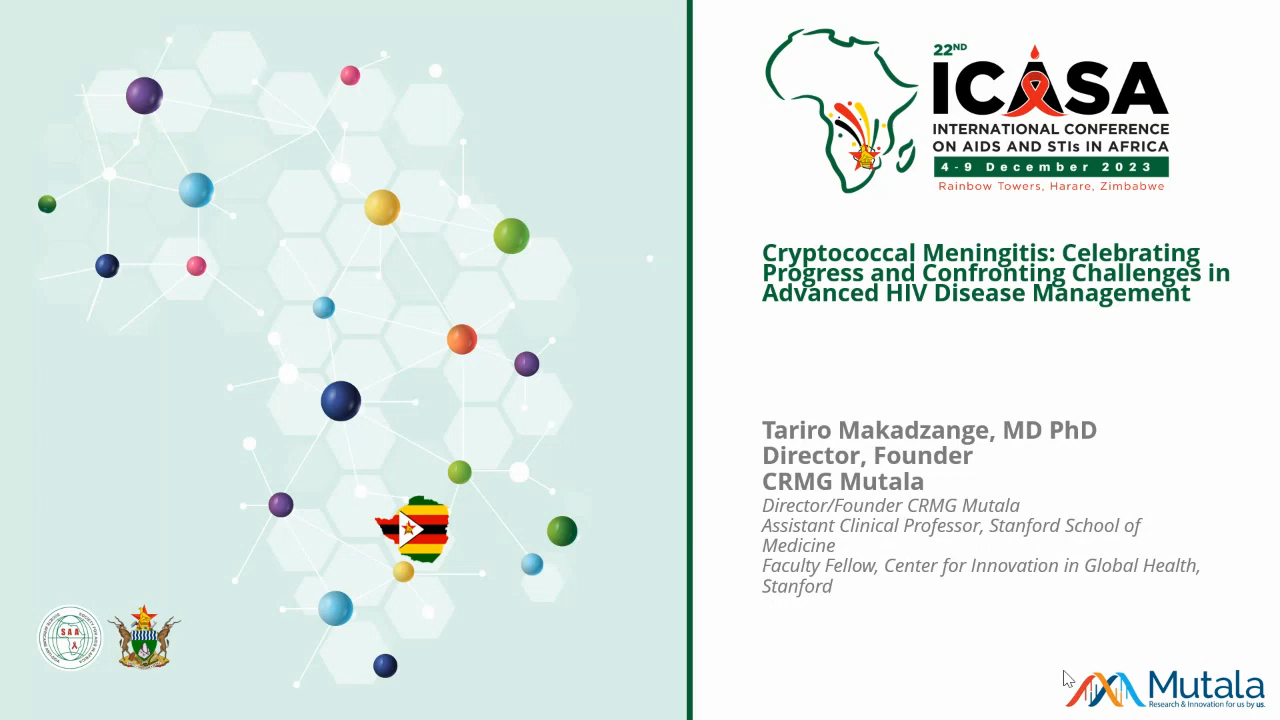 22ND
ICASA
INTERNATIONAL CONFERENCE
ON AIDS AND STIs IN AFRICA
4-9 December 2023
Rainbow Towers, Harare, Zimbabwe
Cryptococcal Meningitis: Celebrating
Progress and Confronting Challenges in
Advanced HIV Disease Management
Tariro Makadzange, MD PhD
Director, Founder
CRMG Mutala
Director/Founder CRMG Mutala
Assistant Clinical Professor, Stanford School of
Medicine
Faculty Fellow, Center for Innovation in Global Health,
Stanford
SAA
Mutala
Research & Innovation for us by us.